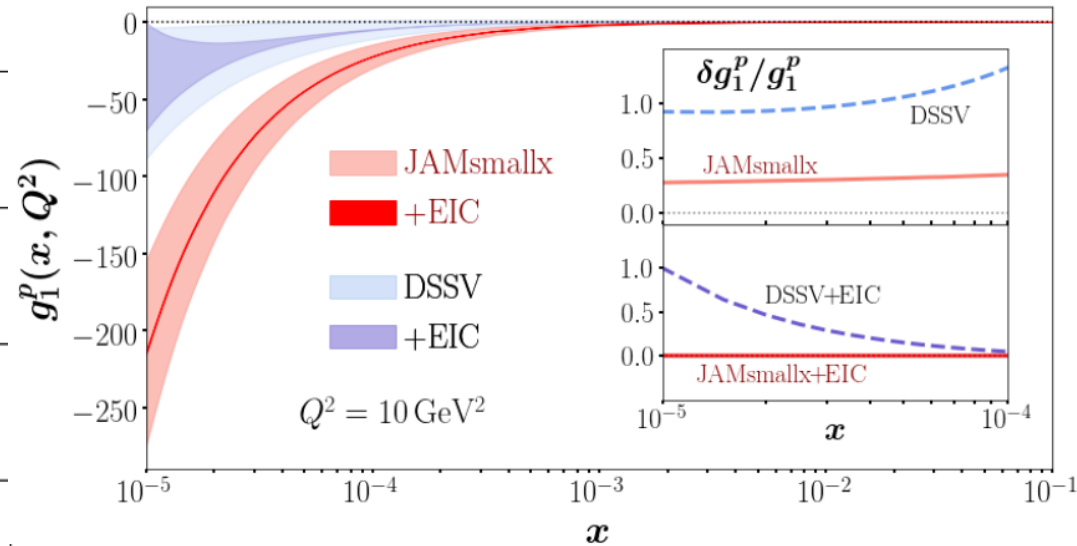 g₁ᵖ(x, Q²)
0
−50
−100
−150
−200
−250
JAMsmallx
+EIC
DSSV
+EIC
Q² = 10 GeV²
10⁻⁵
10⁻⁴
10⁻³
10⁻²
10⁻¹
x
δg₁ᵖ/g₁ᵖ
1.0
0.5
0.0
DSSV
JAMsmallx
1.0
0.5
0.0
DSSV+EIC
JAMsmallx+EIC
10⁻⁵
10⁻⁴
x